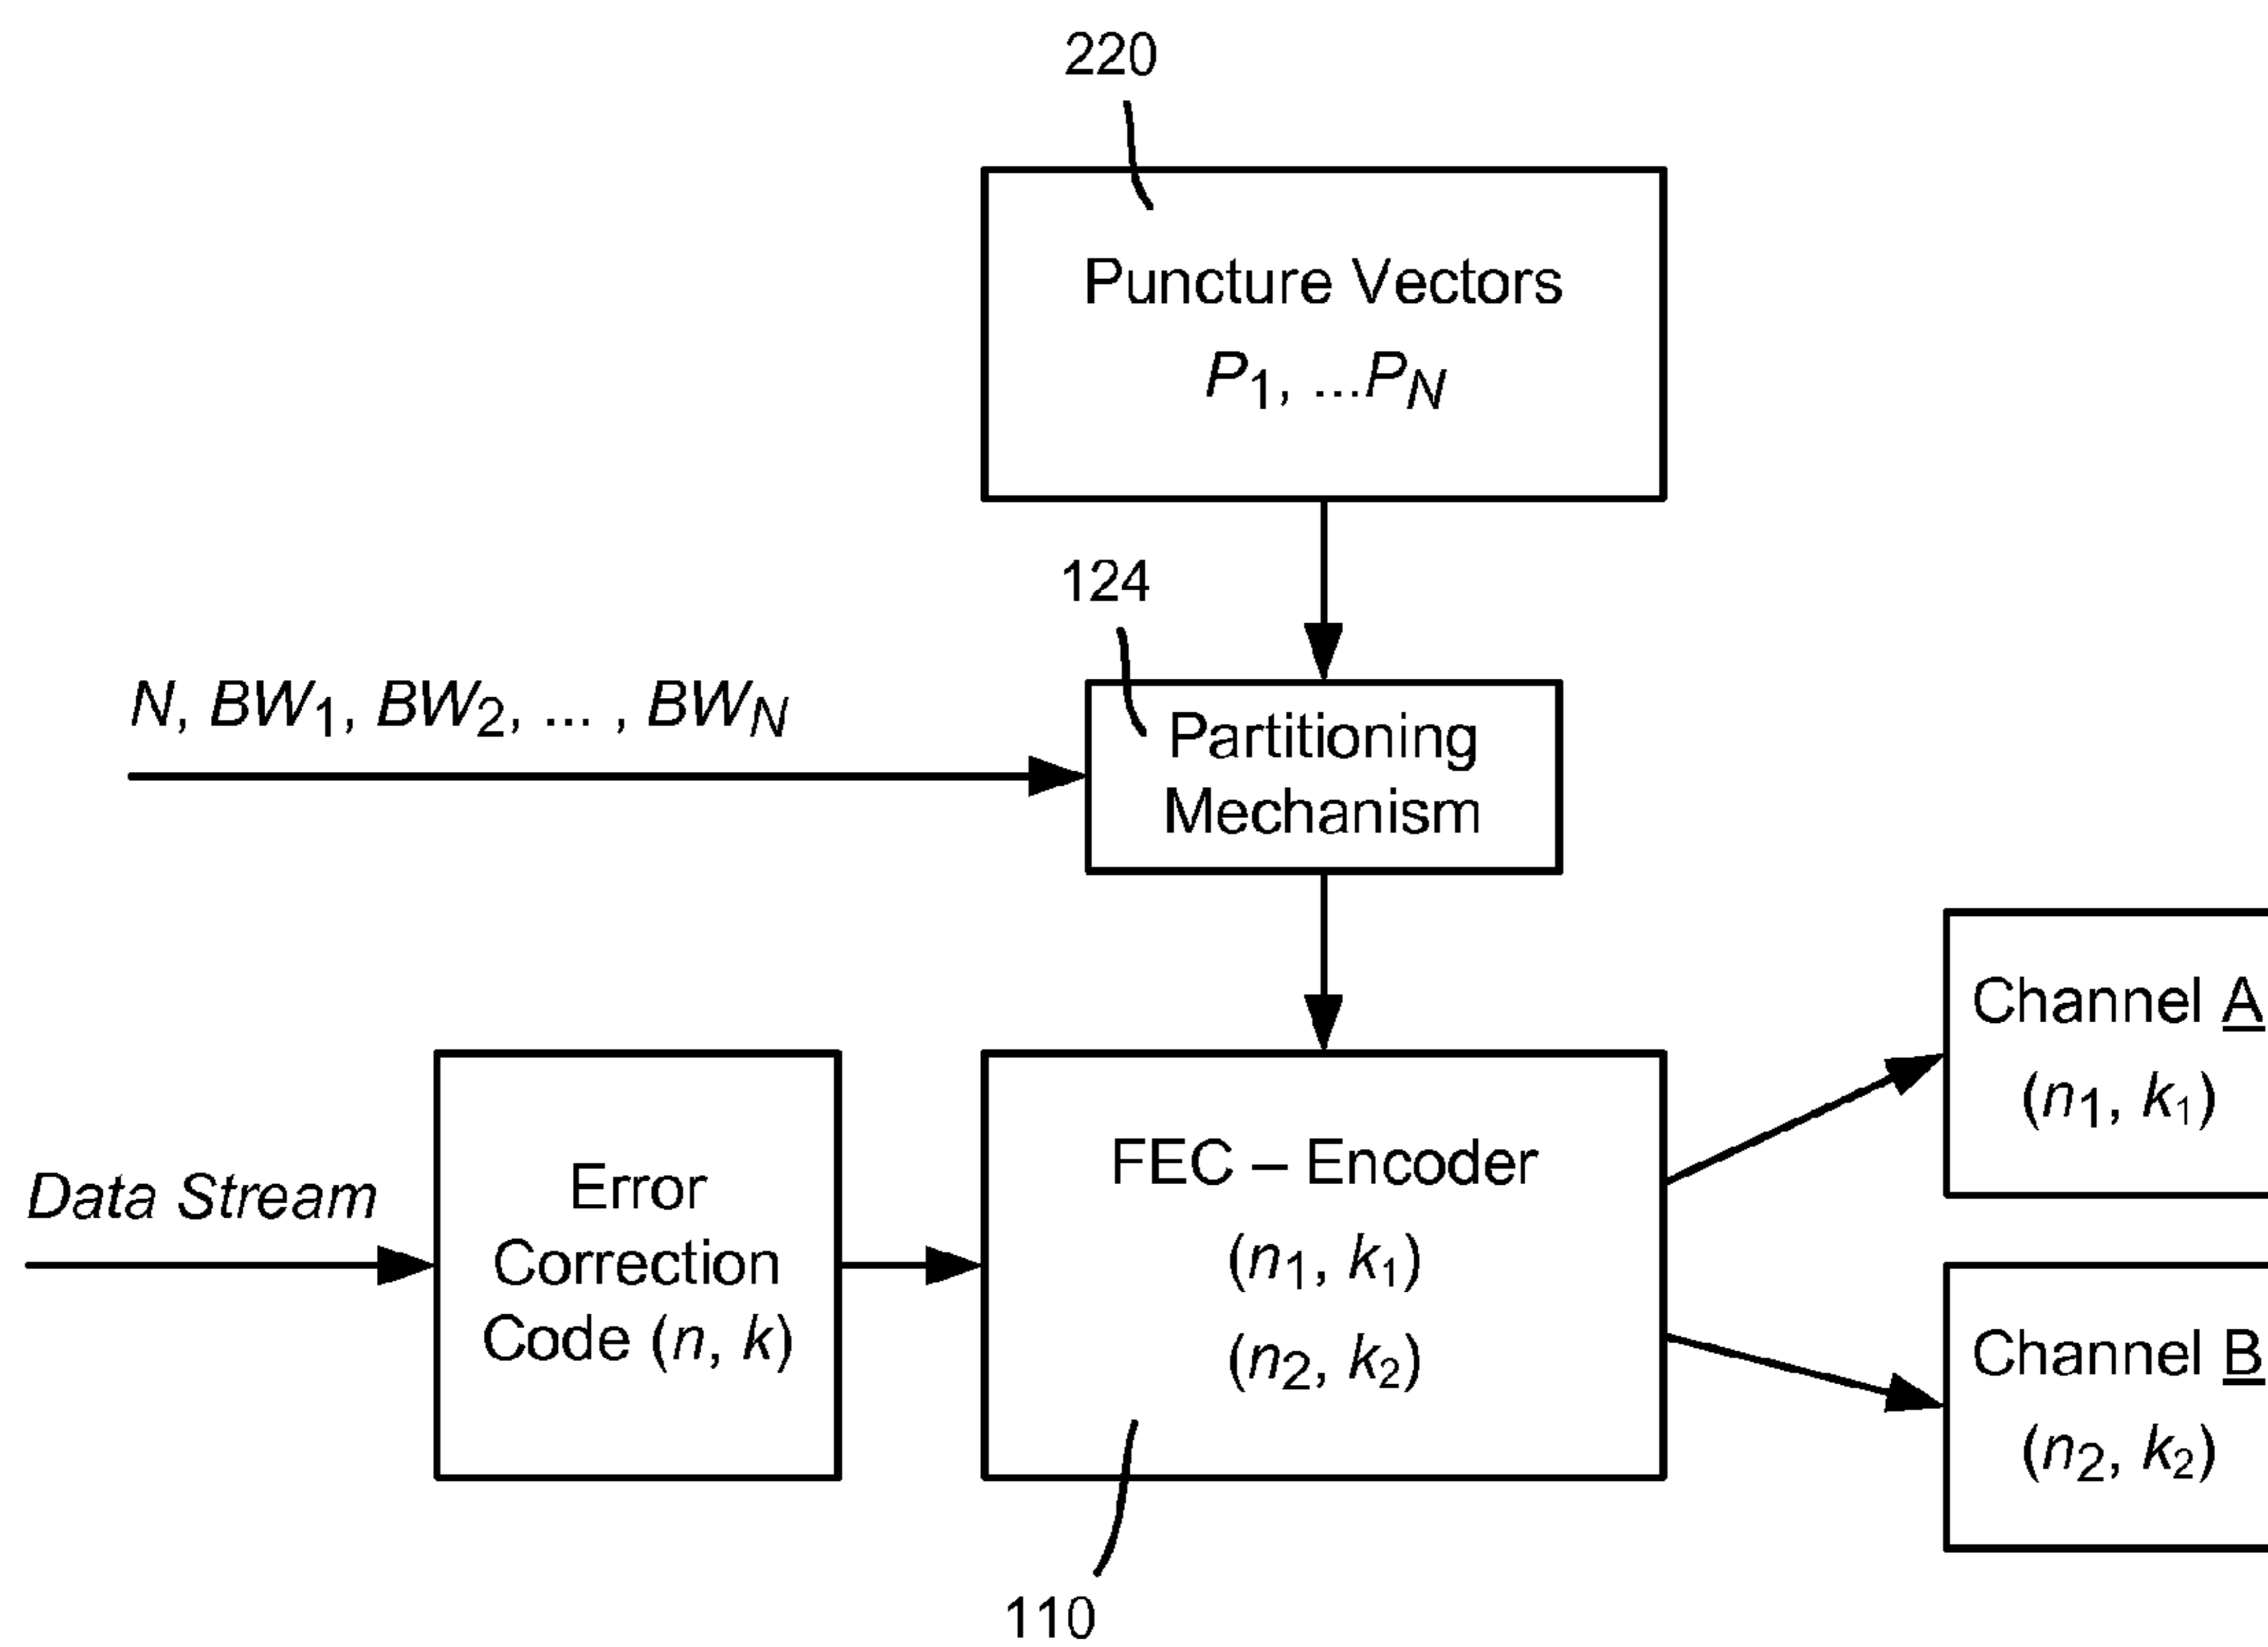 220
Puncture Vectors
P1, ...PN
124
N, BW1, BW2, ... , BWN
Partitioning
Mechanism
Data Stream
Error
Correction
Code (n, k)
FEC – Encoder
(n1, k1)
(n2, k2)
110
Channel A
(n1, k1)
Channel B
(n2, k2)